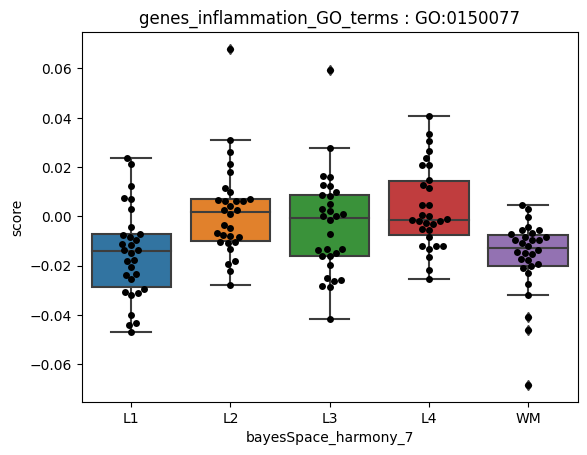 genes_inflammation_GO_terms : GO:0150077
score
0.06
0.04
0.02
0.00
−0.02
−0.04
−0.06
L1 L2 L3 L4 WM
bayesSpace_harmony_7